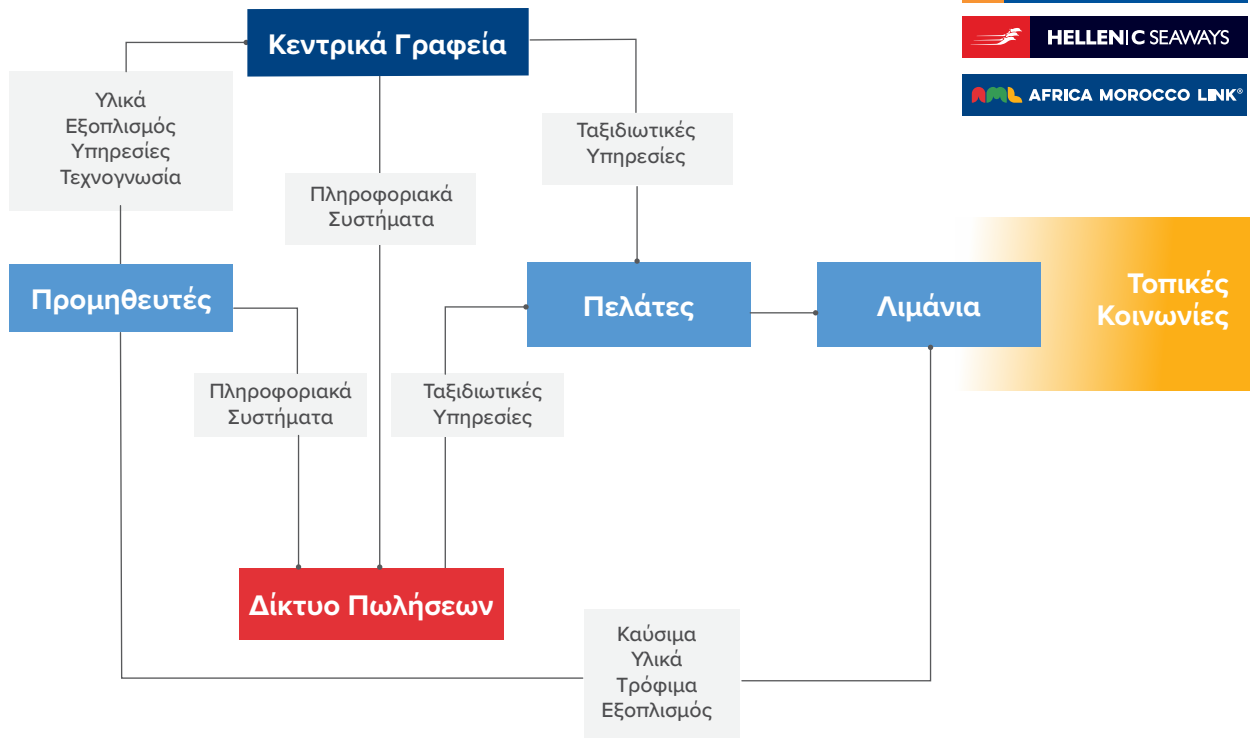 Κεντρικά Γραφεία
HELLENIC SEAWAYS
AML AFRICA MOROCCO LINK®
Υλικά
Εξοπλισμός
Υπηρεσίες
Τεχνογνωσία
Πληροφοριακά
Συστήματα
Ταξιδιωτικές
Υπηρεσίες
Προμηθευτές
Πελάτες
Λιμάνια
Τοπικές
Κοινωνίες
Πληροφοριακά
Συστήματα
Ταξιδιωτικές
Υπηρεσίες
Δίκτυο Πωλήσεων
Καύσιμα
Υλικά
Τρόφιμα
Εξοπλισμός